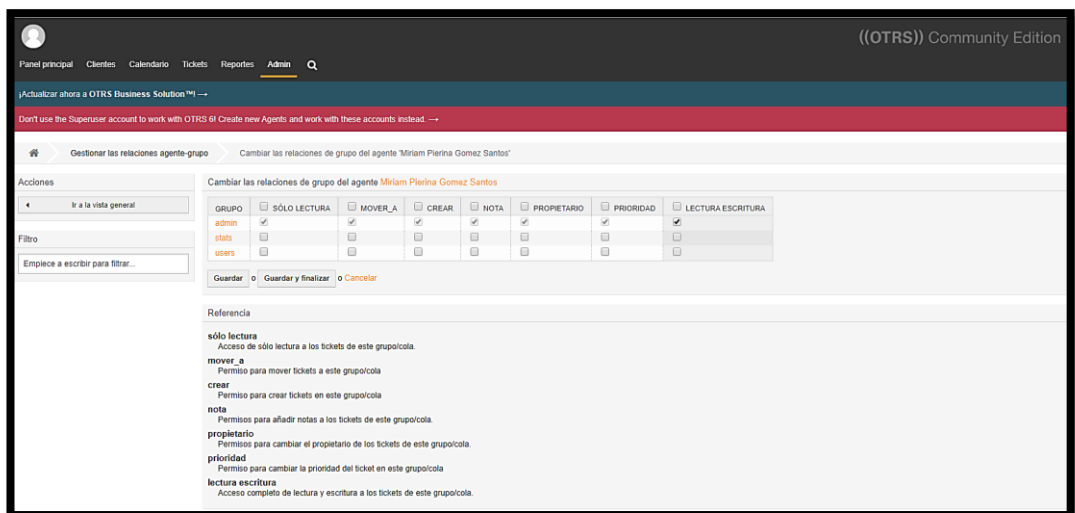 ((OTRS)) Community Edition
Panel principal Clientes Calendario Tickets Reportes Admin
¡Actualizar ahora a OTRS Business Solution™! →
Don't use the Superuser account to work with OTRS 6! Create new Agents and work with these accounts instead. →
Gestionar las relaciones agente-grupo Cambiar las relaciones de grupo del agente 'Miriam Pierina Gomez Santos'
Acciones
Ir a la vista general
Filtro
Empiece a escribir para filtrar...
Cambiar las relaciones de grupo del agente Miriam Pierina Gomez Santos
GRUPO SÓLO LECTURA MOVER_A CREAR NOTA PROPIETARIO PRIORIDAD LECTURA ESCRITURA
admin
stats
users
Guardar o Guardar y finalizar o Cancelar
Referencia
sólo lectura
Acceso de sólo lectura a los tickets de este grupo/cola.
mover_a
Permiso para mover tickets a este grupo/cola
crear
Permiso para crear tickets en este grupo/cola
nota
Permisos para añadir notas a los tickets de este grupo/cola.
propietario
Permisos para cambiar el propietario de los tickets de este grupo/cola.
prioridad
Permiso para cambiar la prioridad del ticket en este grupo/cola
lectura escritura
Acceso completo de lectura y escritura a los tickets de este grupo/cola.